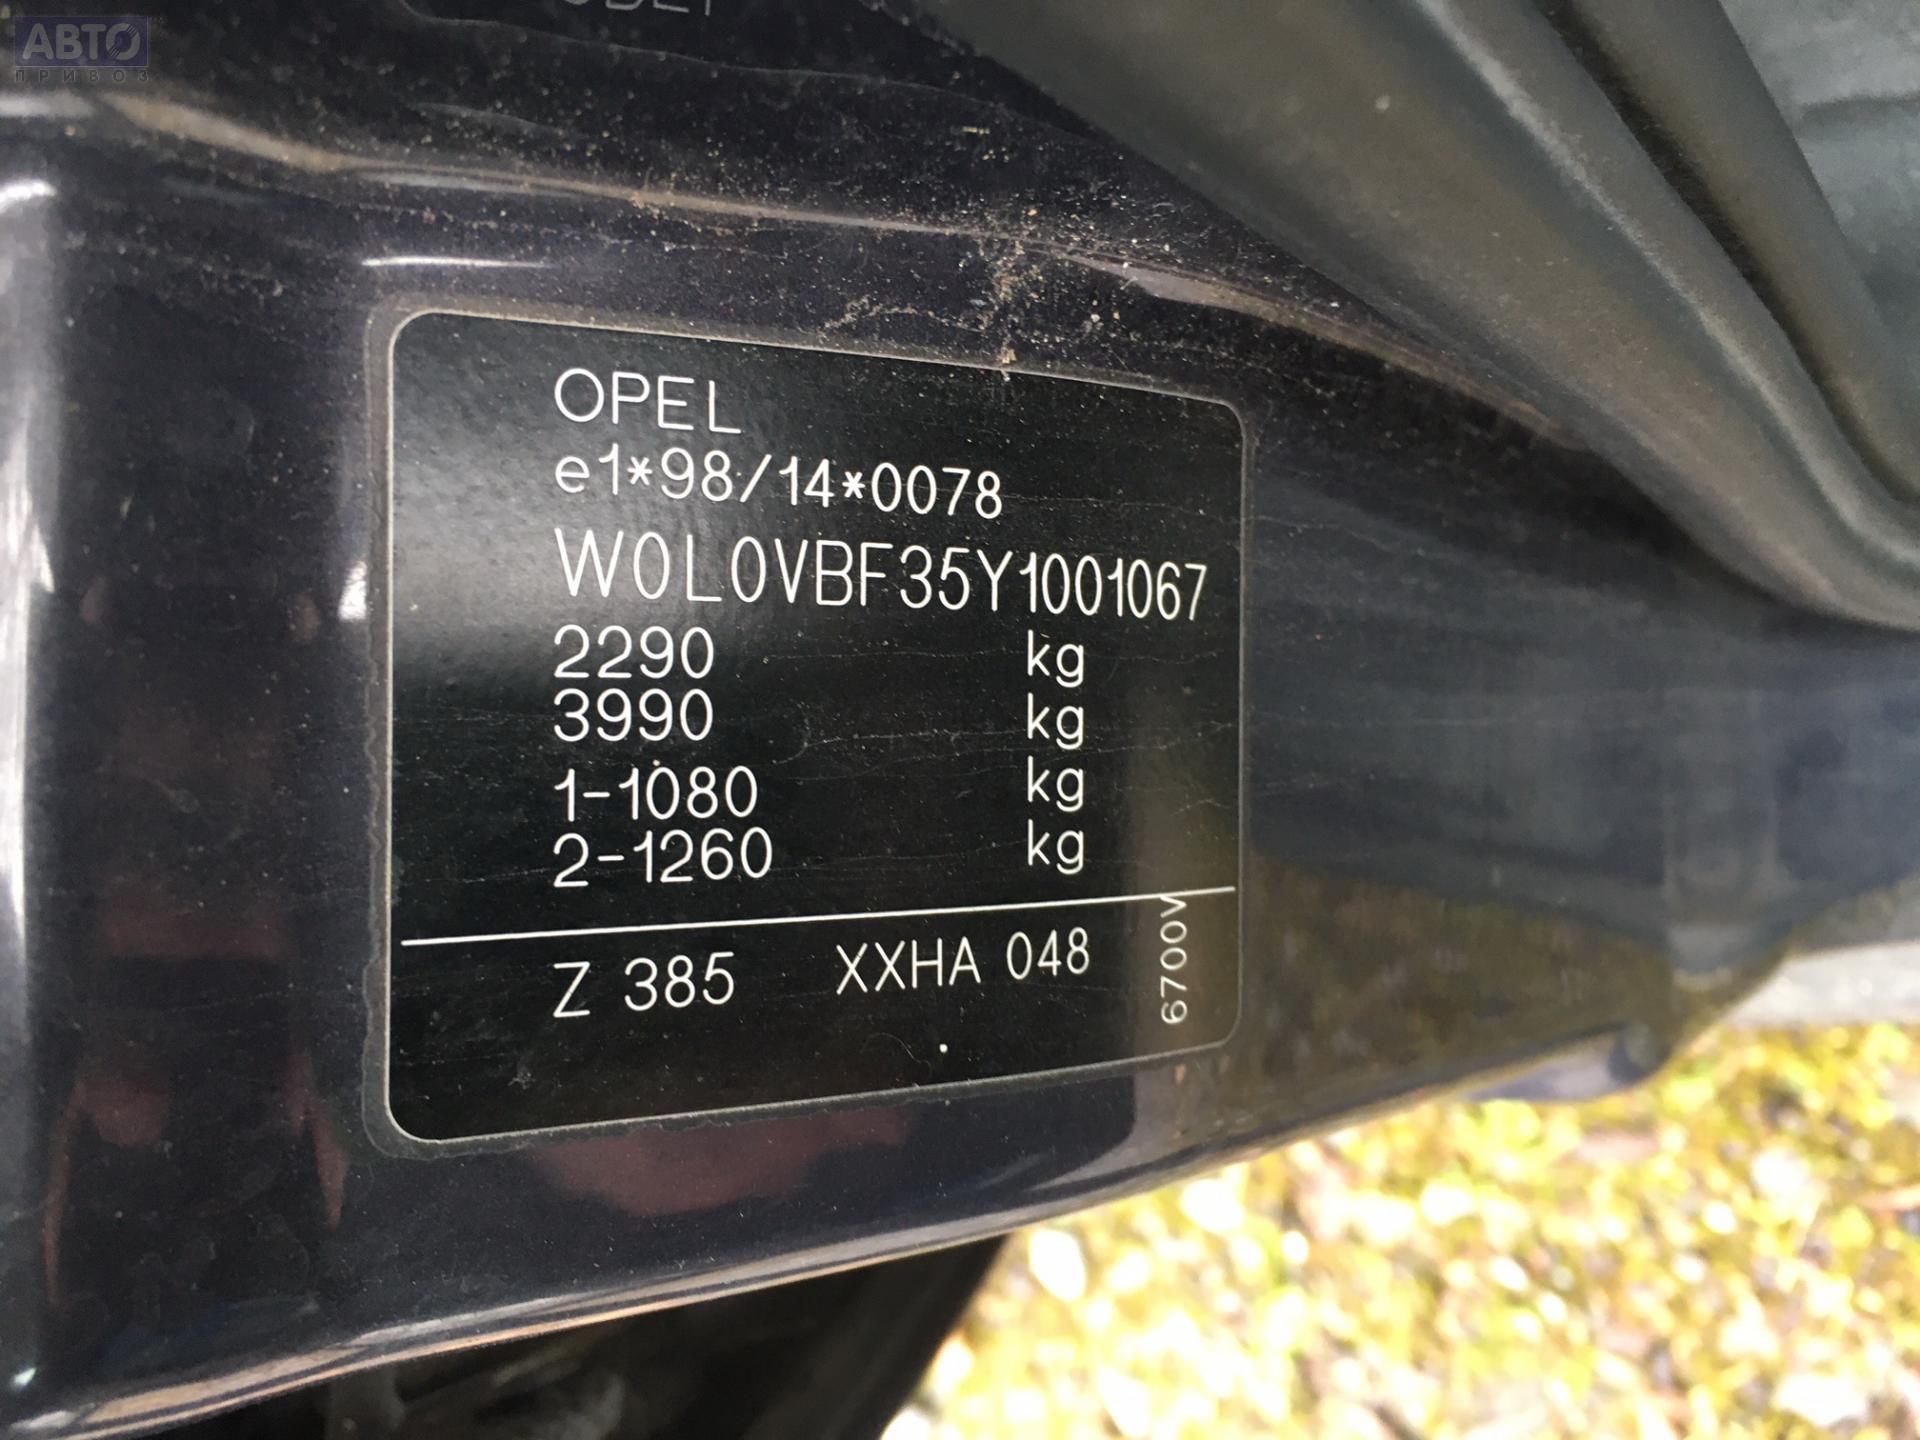 АВТО
ПРИВОЗ
OPEL
e1*98/14*0078
W0L0VBF35Y1001067
2290 kg
3990 kg
1-1080 kg
2-1260 kg
Z 385 XXHA 048
6700V